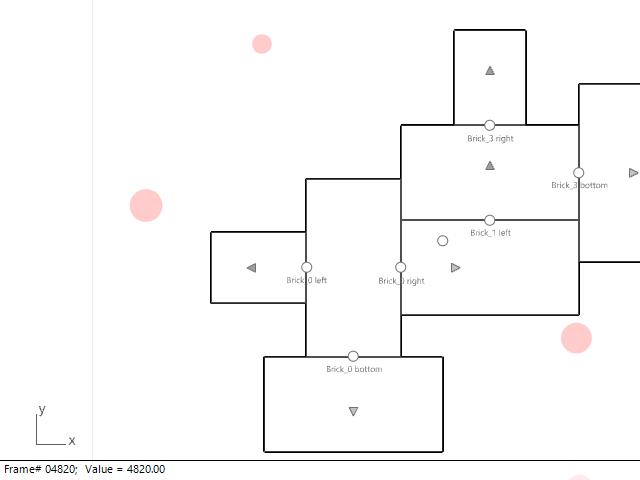 Brick_3 right
Brick_3 bottom
Brick_1 left
Brick_0 left
Brick_0 right
Brick_0 bottom
y
x
Frame# 04820; Value = 4820.00